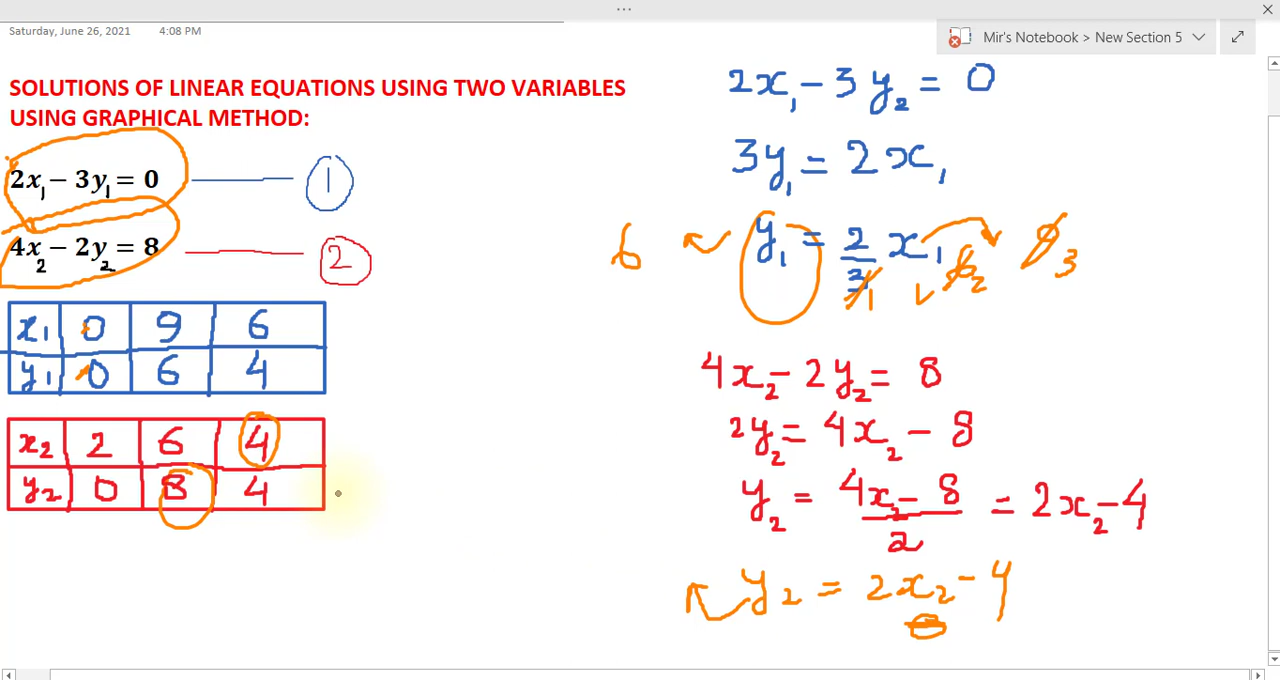 Saturday, June 26, 2021 4:08 PM
Mir's Notebook > New Section 5
SOLUTIONS OF LINEAR EQUATIONS USING TWO VARIABLES
USING GRAPHICAL METHOD:
2x₁ − 3y₁ = 0 1
4x₂ − 2y₂ = 8 2
x₁ 0 9 6
y₁ 0 6 4
x₂ 2 6 4
y₂ 0 8 4
2x₁ − 3y₂ = 0
3y₁ = 2x₁
6 y₁ = 2/3 x₁ 6 2 9 3
1
4x₂ − 2y₂ = 8
2y₂ = 4x₂ − 8
y₂ = 4x₂ − 8 / 2 = 2x₂ − 4
y₂ = 2x₂ − 4